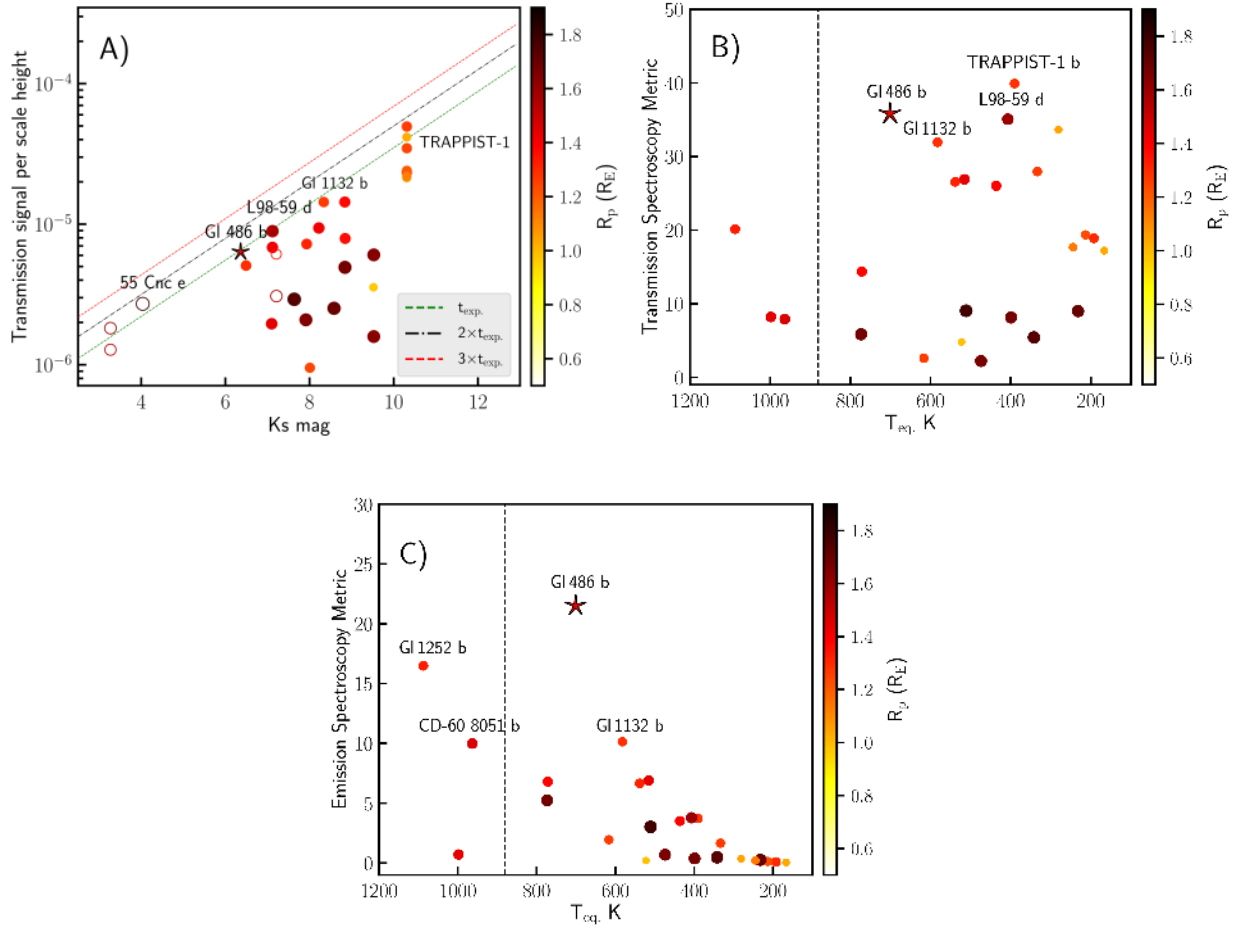 A)
Transmission signal per scale height
10⁻⁴
10⁻⁵
10⁻⁶
TRAPPIST-1
Gl 1132 b
L98-59 d
Gl 486 b
55 Cnc e
t_exp.
2×t_exp.
3×t_exp.
4 6 8 10 12
Ks mag
1.8
1.6
1.4
1.2
1.0
0.8
0.6
R_p (R_E)
B)
Transmission Spectroscopy Metric
50
40
30
20
10
0
TRAPPIST-1 b
Gl 486 b
L98-59 d
Gl 1132 b
1200 1000 800 600 400 200
T_eq. K
1.8
1.6
1.4
1.2
1.0
0.8
0.6
R_p (R_E)
C)
Emission Spectroscopy Metric
30
25
20
15
10
5
0
Gl 486 b
Gl 1252 b
CD-60 8051 b
Gl 1132 b
1200 1000 800 600 400 200
T_eq. K
1.8
1.6
1.4
1.2
1.0
0.8
0.6
R_p (R_E)